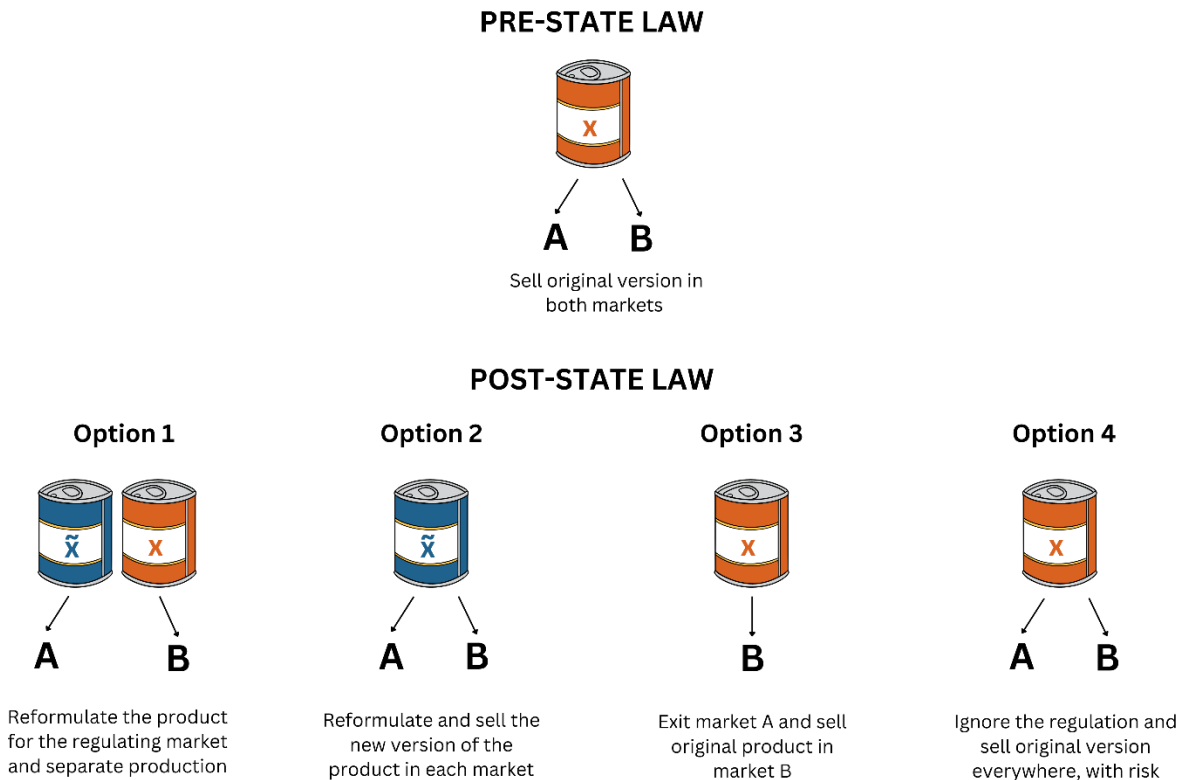 PRE-STATE LAW
X
A B
Sell original version in
both markets
POST-STATE LAW
Option 1
X̃ X
A B
Reformulate the product
for the regulating market
and separate production
Option 2
X̃
A B
Reformulate and sell the
new version of the
product in each market
Option 3
X
B
Exit market A and sell
original product in
market B
Option 4
X
A B
Ignore the regulation and
sell original version
everywhere, with risk